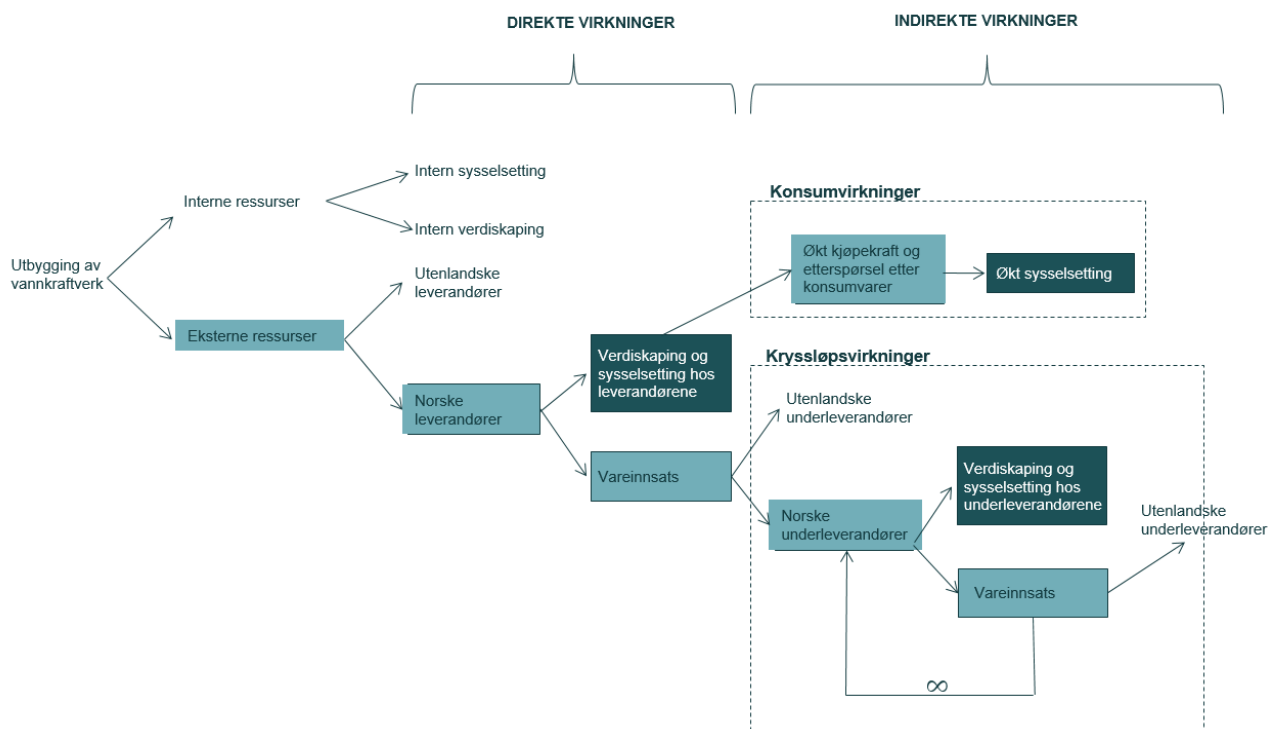 DIREKTE VIRKNINGER
INDIREKTE VIRKNINGER
Intern sysselsetting
Interne ressurser
Intern verdiskaping
Utbygging av
vannkraftverk
Utenlandske
leverandører
Eksterne ressurser
Norske
leverandører
Verdiskaping og
sysselsetting hos
leverandørene
Vareinnsats
Konsumvirkninger
Økt kjøpekraft og
etterspørsel etter
konsumvarer
Økt sysselsetting
Kryssløpsvirkninger
Utenlandske
underleverandører
Norske
underleverandører
Verdiskaping og
sysselsetting hos
underleverandørene
Vareinnsats
Utenlandske
underleverandører
∞